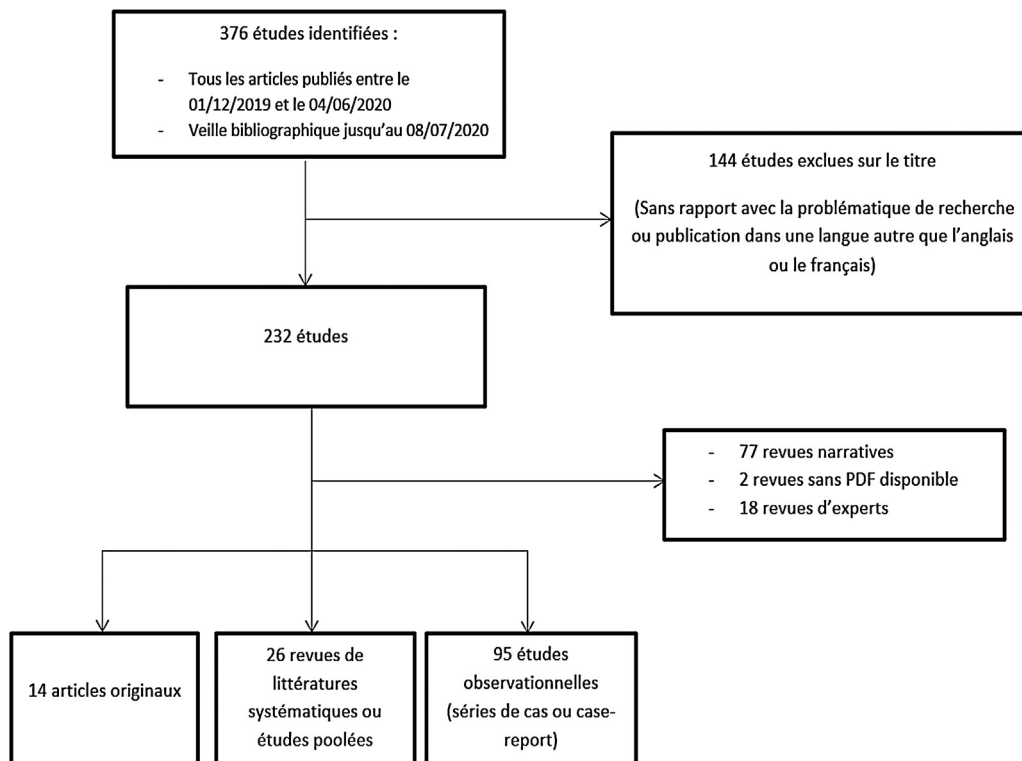 376 études identifiées :
- Tous les articles publiés entre le
01/12/2019 et le 04/06/2020
- Veille bibliographique jusqu'au 08/07/2020
144 études exclues sur le titre
(Sans rapport avec la problématique de recherche
ou publication dans une langue autre que l'anglais
ou le français)
232 études
- 77 revues narratives
- 2 revues sans PDF disponible
- 18 revues d'experts
14 articles originaux
26 revues de
littératures
systématiques ou
études poolées
95 études
observationnelles
(séries de cas ou case-
report)